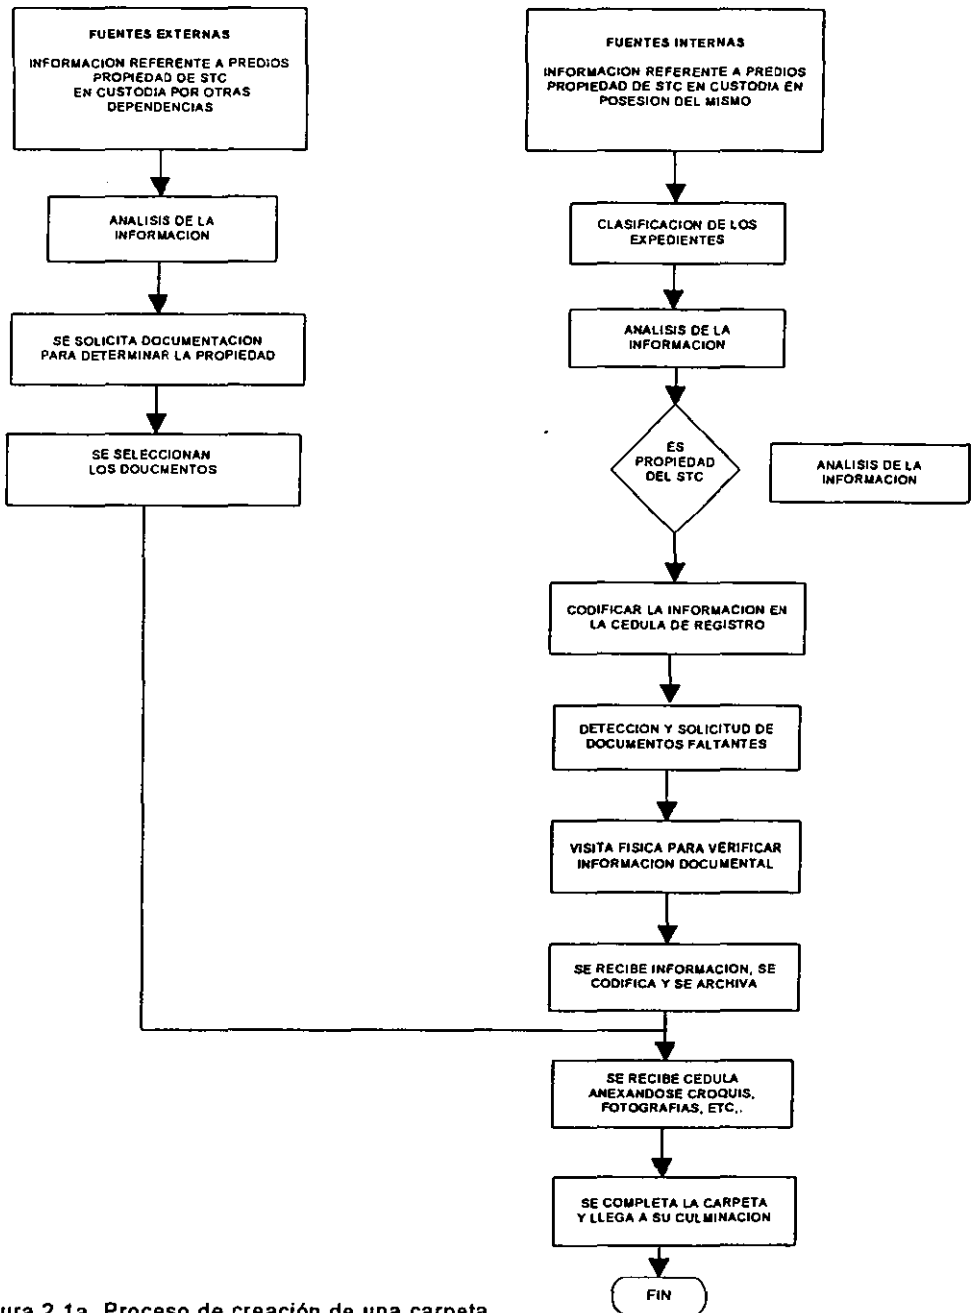 FUENTES EXTERNAS
INFORMACION REFERENTE A PREDIOS
PROPIEDAD DE STC
EN CUSTODIA POR OTRAS
DEPENDENCIAS
ANALISIS DE LA
INFORMACION
SE SOLICITA DOCUMENTACION
PARA DETERMINAR LA PROPIEDAD
SE SELECCIONAN
LOS DOUCMENTOS
FUENTES INTERNAS
INFORMACION REFERENTE A PREDIOS
PROPIEDAD DE STC EN CUSTODIA EN
POSESION DEL MISMO
CLASIFICACION DE LOS
EXPEDIENTES
ANALISIS DE LA
INFORMACION
ES
PROPIEDAD
DEL STC
ANALISIS DE LA
INFORMACION
CODIFICAR LA INFORMACION EN
LA CEDULA DE REGISTRO
DETECCION Y SOLICITUD DE
DOCUMENTOS FALTANTES
VISITA FISICA PARA VERIFICAR
INFORMACION DOCUMENTAL
SE RECIBE INFORMACION, SE
CODIFICA Y SE ARCHIVA
SE RECIBE CEDULA
ANEXANDOSE CROQUIS,
FOTOGRAFIAS, ETC,.
SE COMPLETA LA CARPETA
Y LLEGA A SU CULMINACION
FIN
ura 2.1a. Proceso de creación de una carpeta